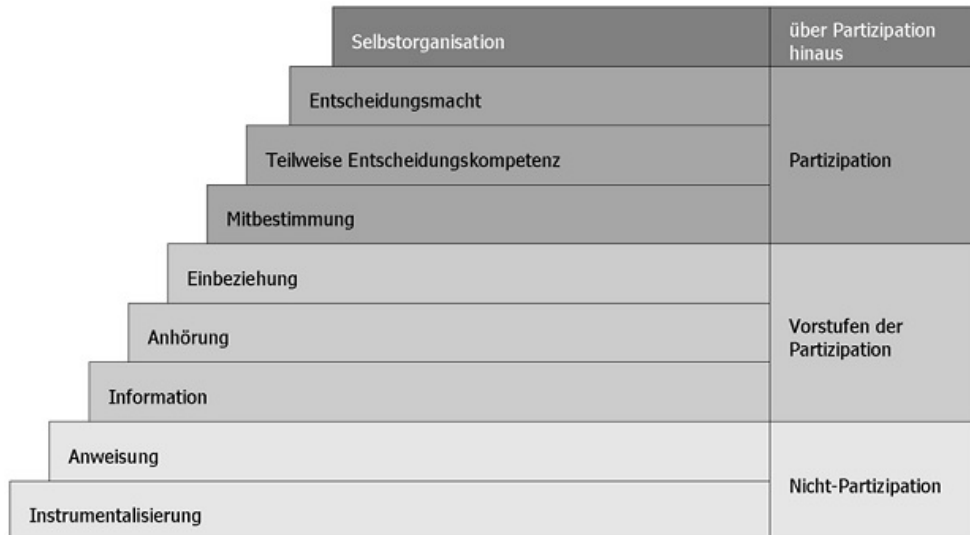 Selbstorganisation
über Partizipation
hinaus
Entscheidungsmacht
Teilweise Entscheidungskompetenz
Partizipation
Mitbestimmung
Einbeziehung
Anhörung
Vorstufen der
Partizipation
Information
Anweisung
Nicht-Partizipation
Instrumentalisierung